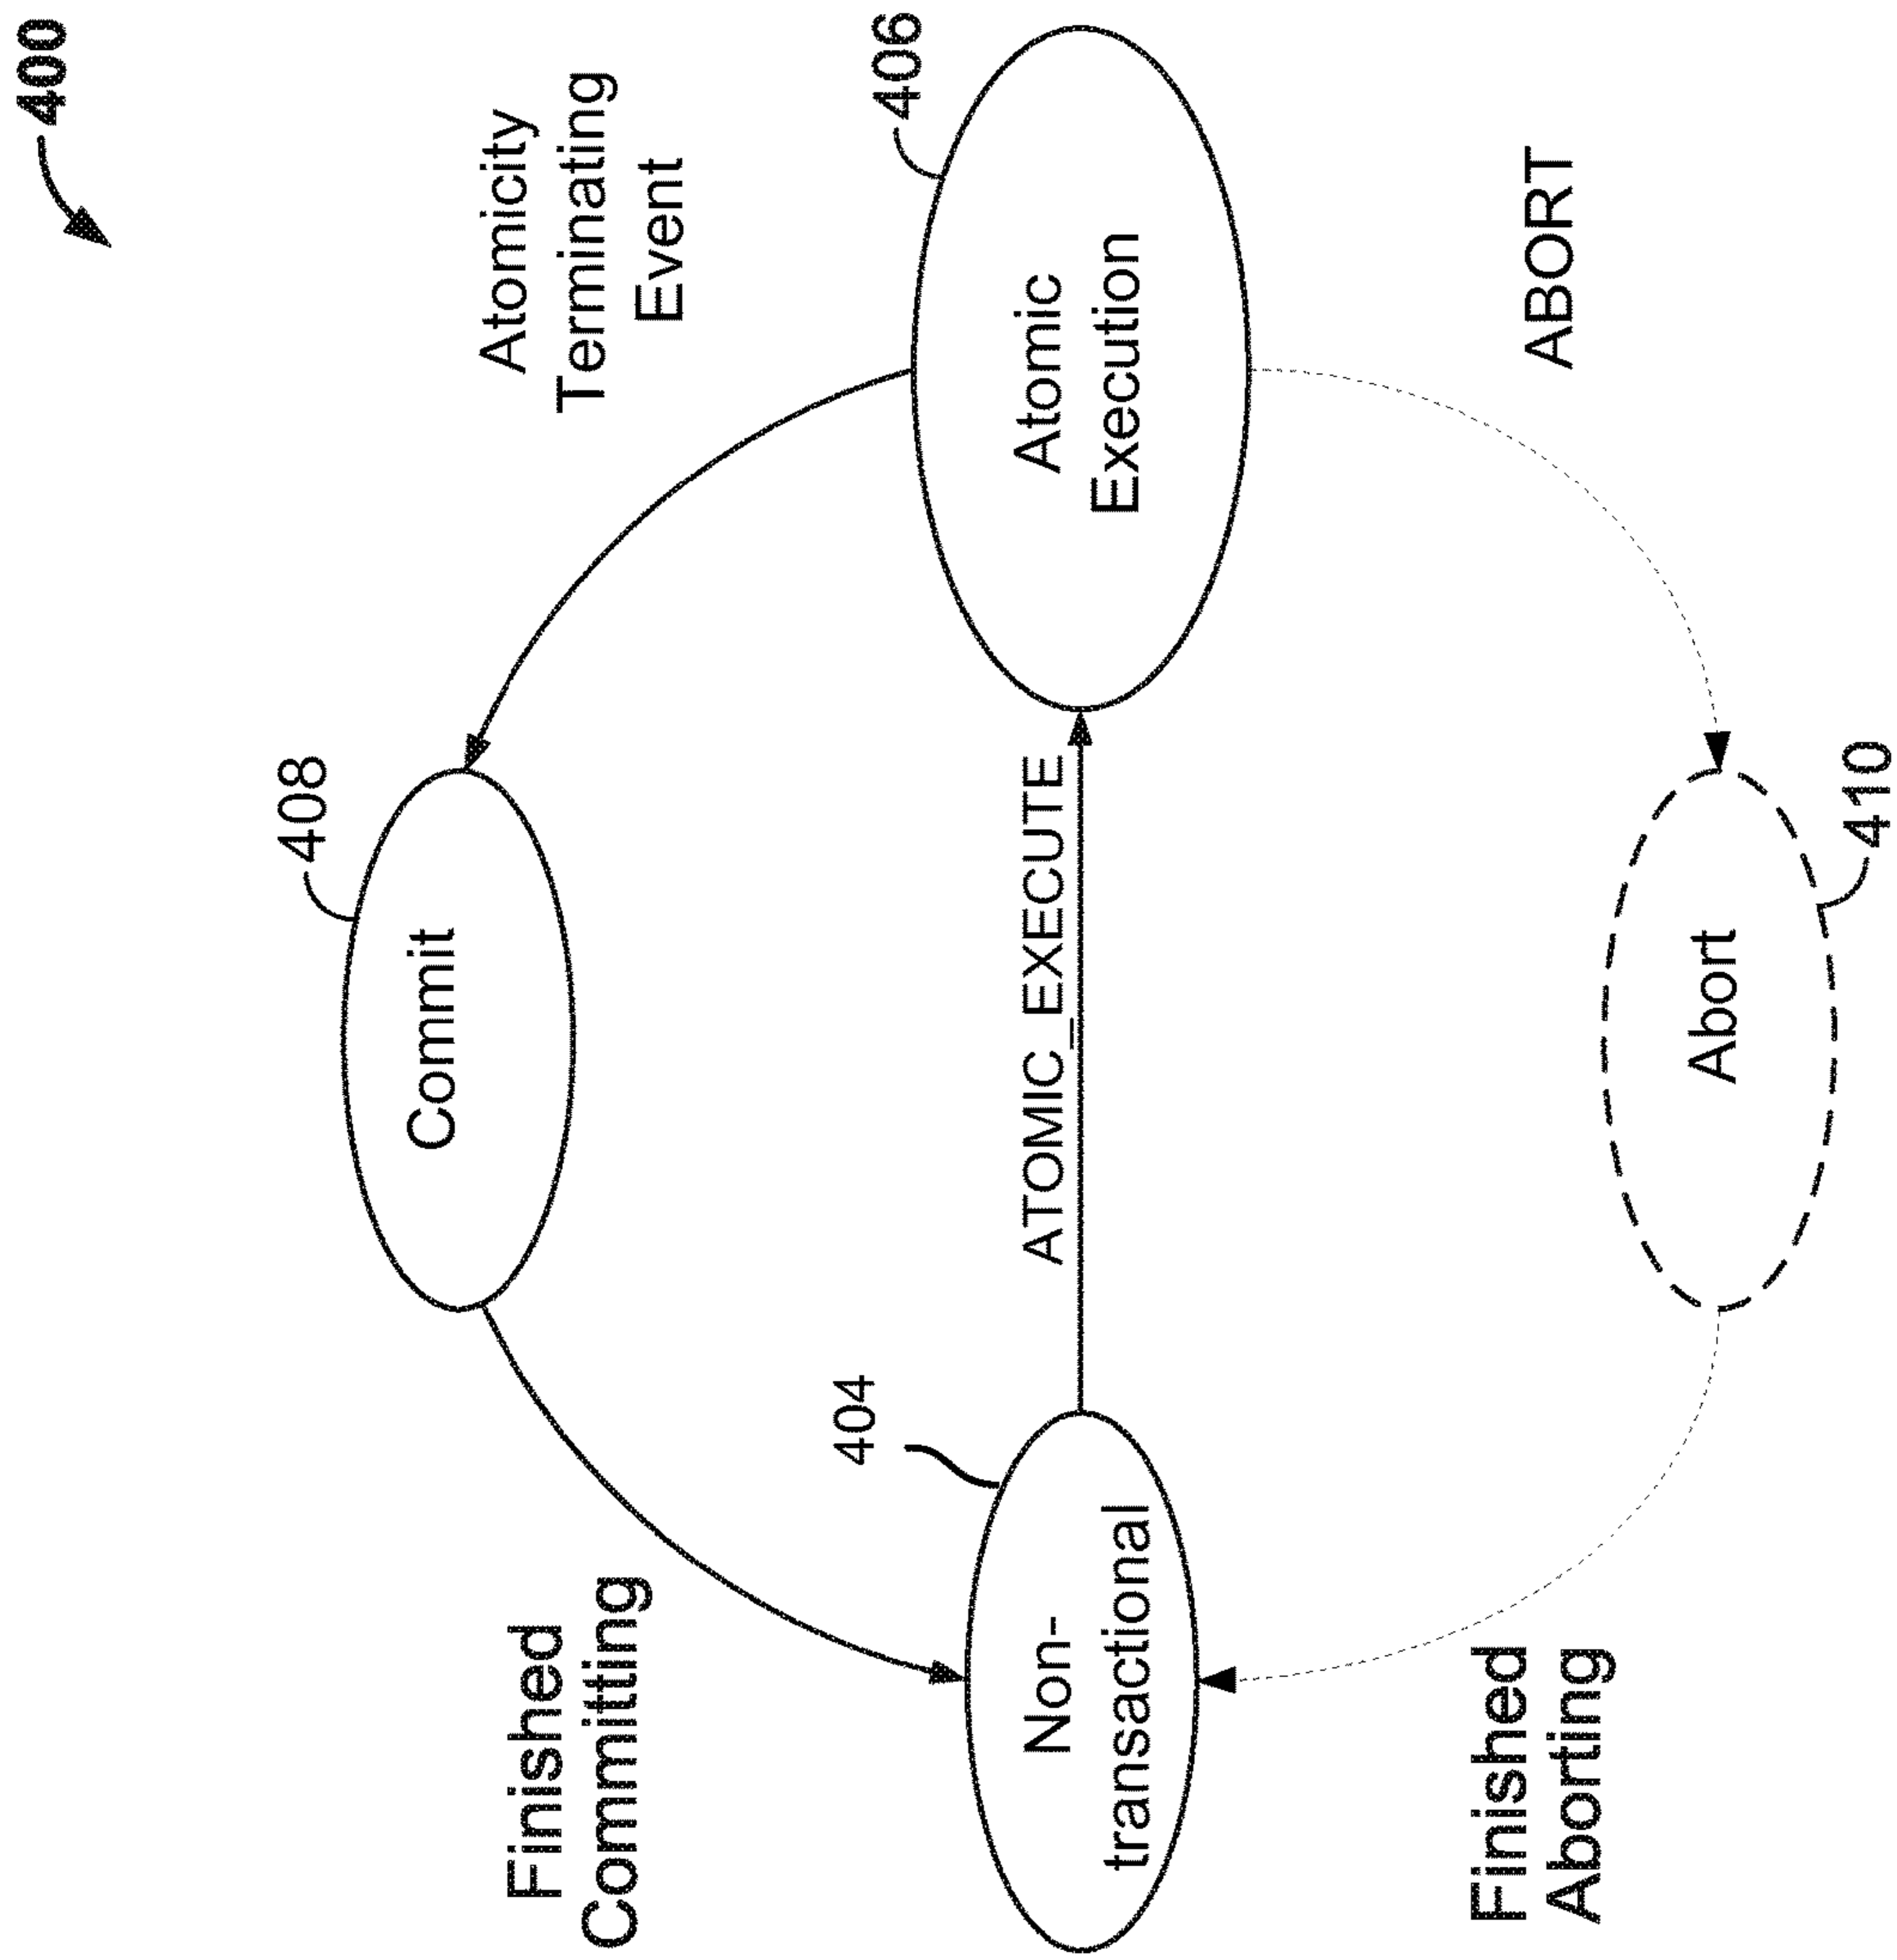 400
Atomicity
Terminating
Event
406
Atomic
Execution
ABORT
408
Commit
ATOMIC_EXECUTE
Abort
410
404
Non-
transactional
Finished
Committing
Finished
Aborting